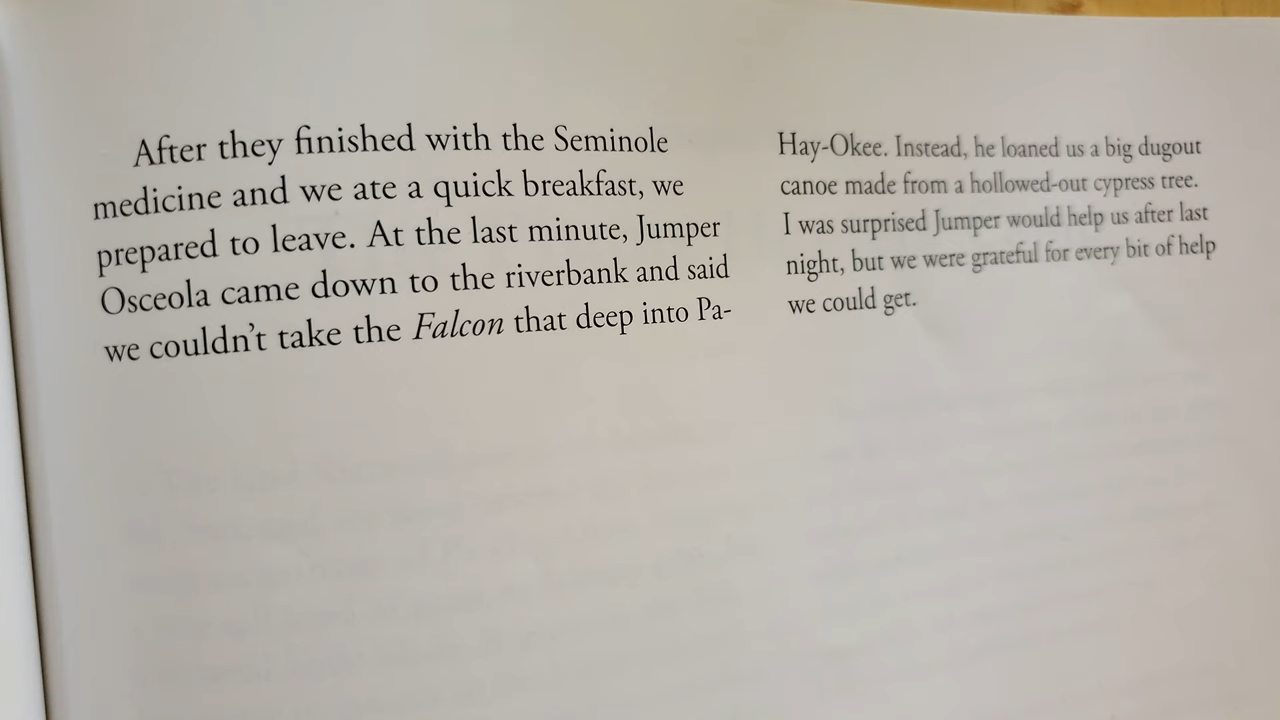 After they finished with the Seminole
medicine and we ate a quick breakfast, we
prepared to leave. At the last minute, Jumper
Osceola came down to the riverbank and said
we couldn't take the Falcon that deep into Pa-
Hay-Okee. Instead, he loaned us a big dugout
canoe made from a hollowed-out cypress tree.
I was surprised Jumper would help us after last
night, but we were grateful for every bit of help
we could get.